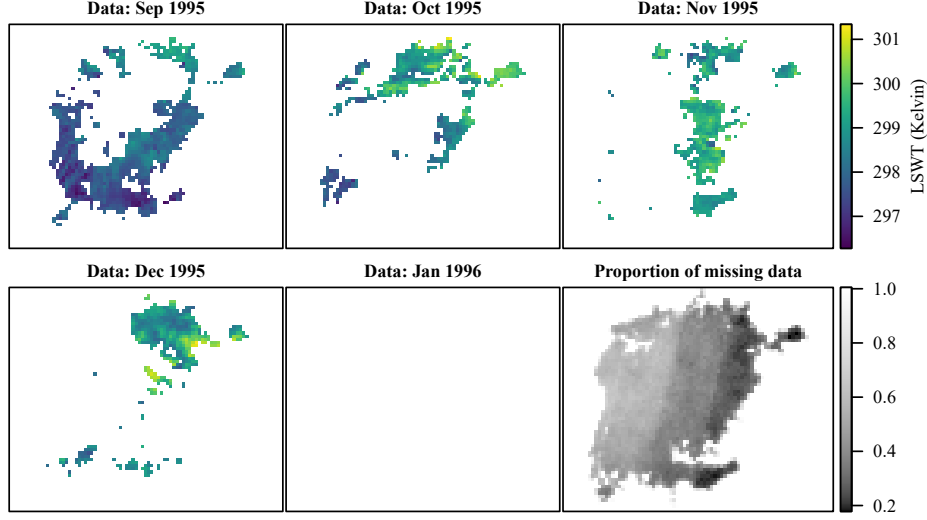 Data: Sep 1995
Data: Oct 1995
Data: Nov 1995
301
300
299
298
297
LSWT (Kelvin)
Data: Dec 1995
Data: Jan 1996
Proportion of missing data
1.0
0.8
0.6
0.4
0.2